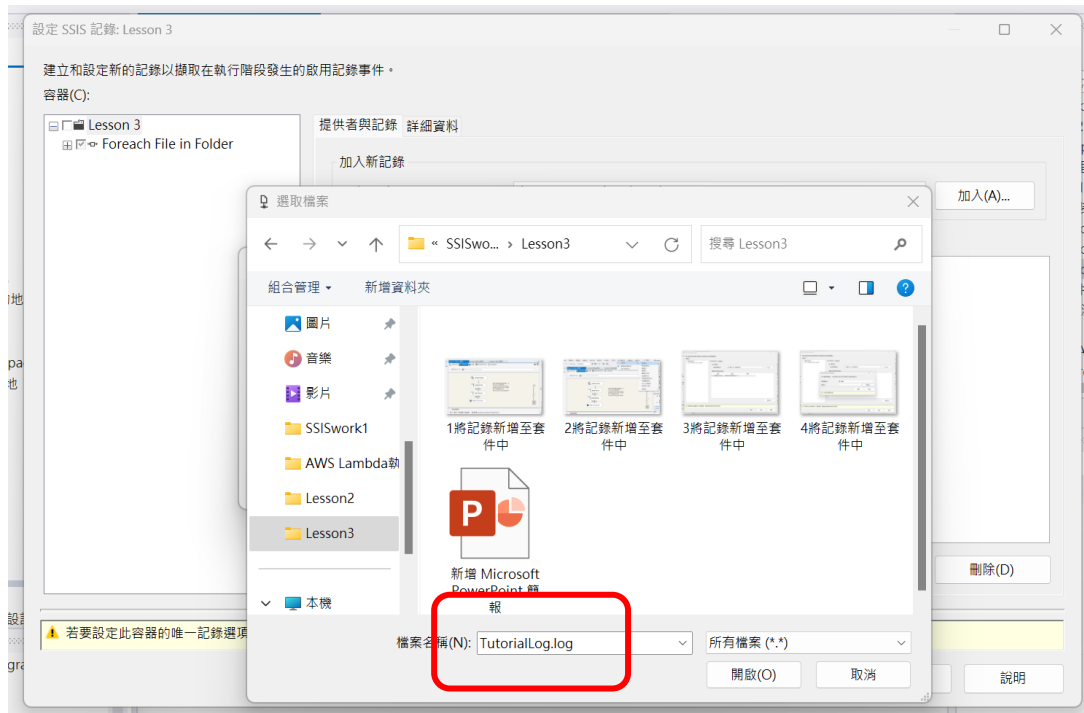 設定 SSIS 記錄: Lesson 3
建立和設定新的記錄以擷取在執行階段發生的啟用記錄事件。
容器(C):
Lesson 3
Foreach File in Folder
提供者與記錄 詳細資料
加入新記錄
加入(A)...
選取檔案
« SSISwo... › Lesson3
搜尋 Lesson3
組合管理
新增資料夾
圖片
音樂
影片
SSISwork1
AWS Lambda執
Lesson2
Lesson3
本機
1將記錄新增至套
件中
2將記錄新增至套
件中
3將記錄新增至套
件中
4將記錄新增至套
件中
新增 Microsoft
PowerPoint 簡
報
刪除(D)
若要設定此容器的唯一記錄選項
檔案名稱(N): TutorialLog.log
所有檔案 (*.*)
開啟(O)
取消
說明